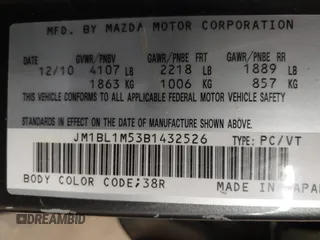 MFD. BY MAZDA MOTOR CORPORATION
GVWR/PNBV GAWR/PNBE FRT GAWR/PNBE RR
12/10 4107 LB 2218 LB 1889 LB
1863 KG 1006 KG 857 KG
THIS VEHICLE CONFORMS TO ALL APPLICABLE
FEDERAL MOTOR VEHICLE SAFETY
STANDARDS IN EFFECT ON THE DATE OF
MANUFACTURE SHOWN ABOVE.
JM1BL1M53B1432526 TYPE: PC/VT
BODY COLOR CODE;38R MADE IN JAPAN
DREAMBID